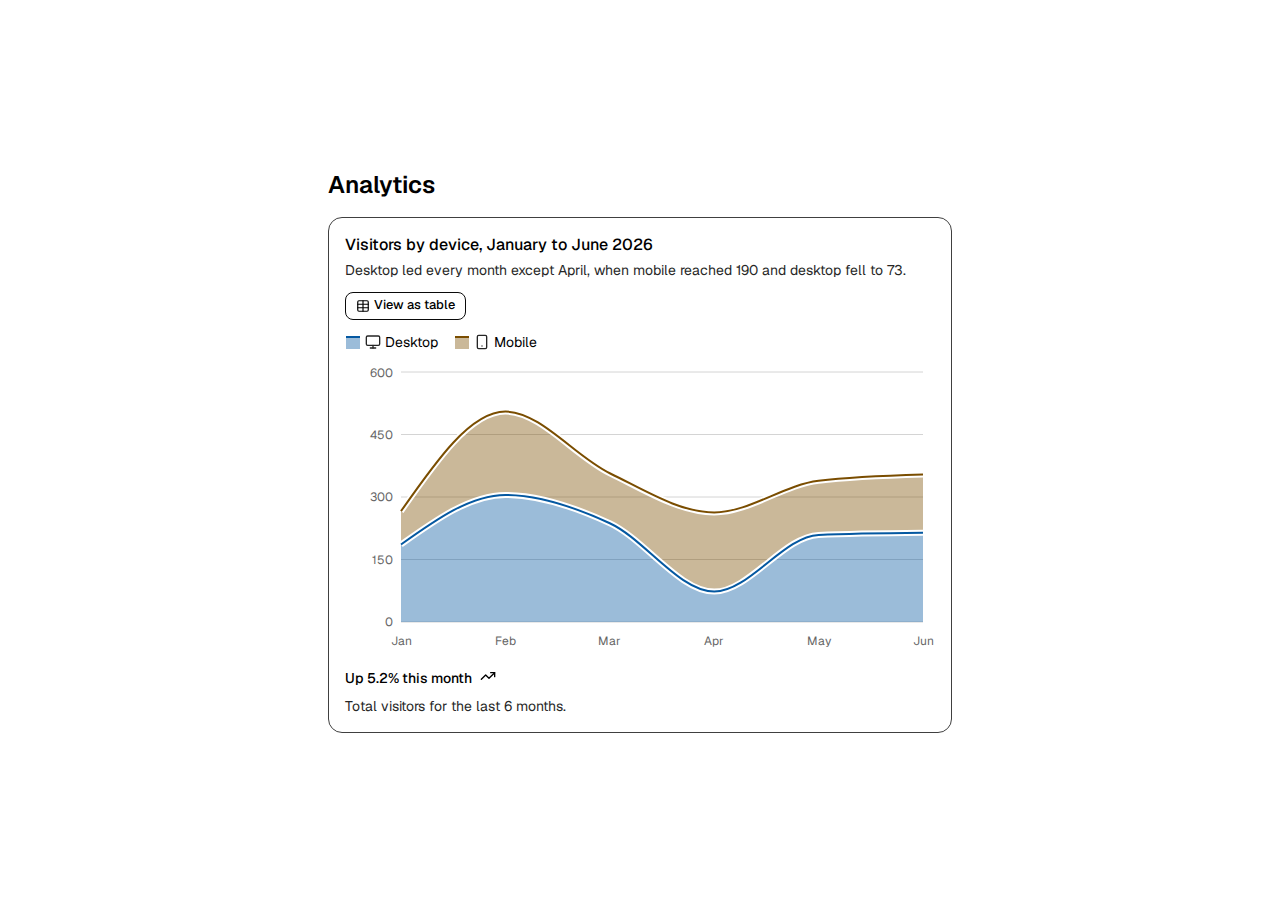 Analytics
Visitors by device, January to June 2026
Desktop led every month except April, when mobile reached 190 and desktop fell to 73.
View as table
Desktop Mobile
600
450
300
150
0
Jan Feb Mar Apr May Jun
Up 5.2% this month
Total visitors for the last 6 months.